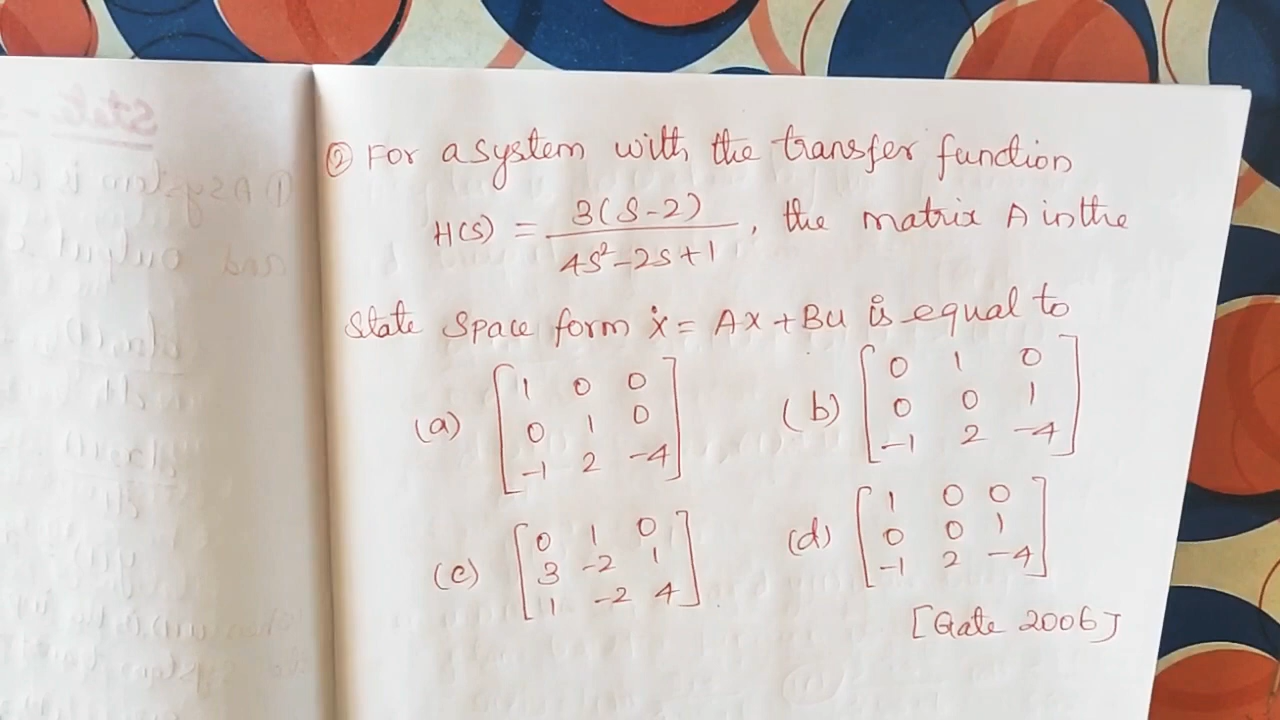 ② For a system with the transfer function
H(s) = 3(S-2) / 4S²-2S+1 , the matrix A in the
State Space form ẋ = AX + BU is equal to
(a) [1 0 0
0 1 0
-1 2 -4]
(b) [0 1 0
0 0 1
-1 2 -4]
(c) [0 1 0
3 -2 1
1 -2 4]
(d) [1 0 0
0 0 1
-1 2 -4]
[Gate 2006]